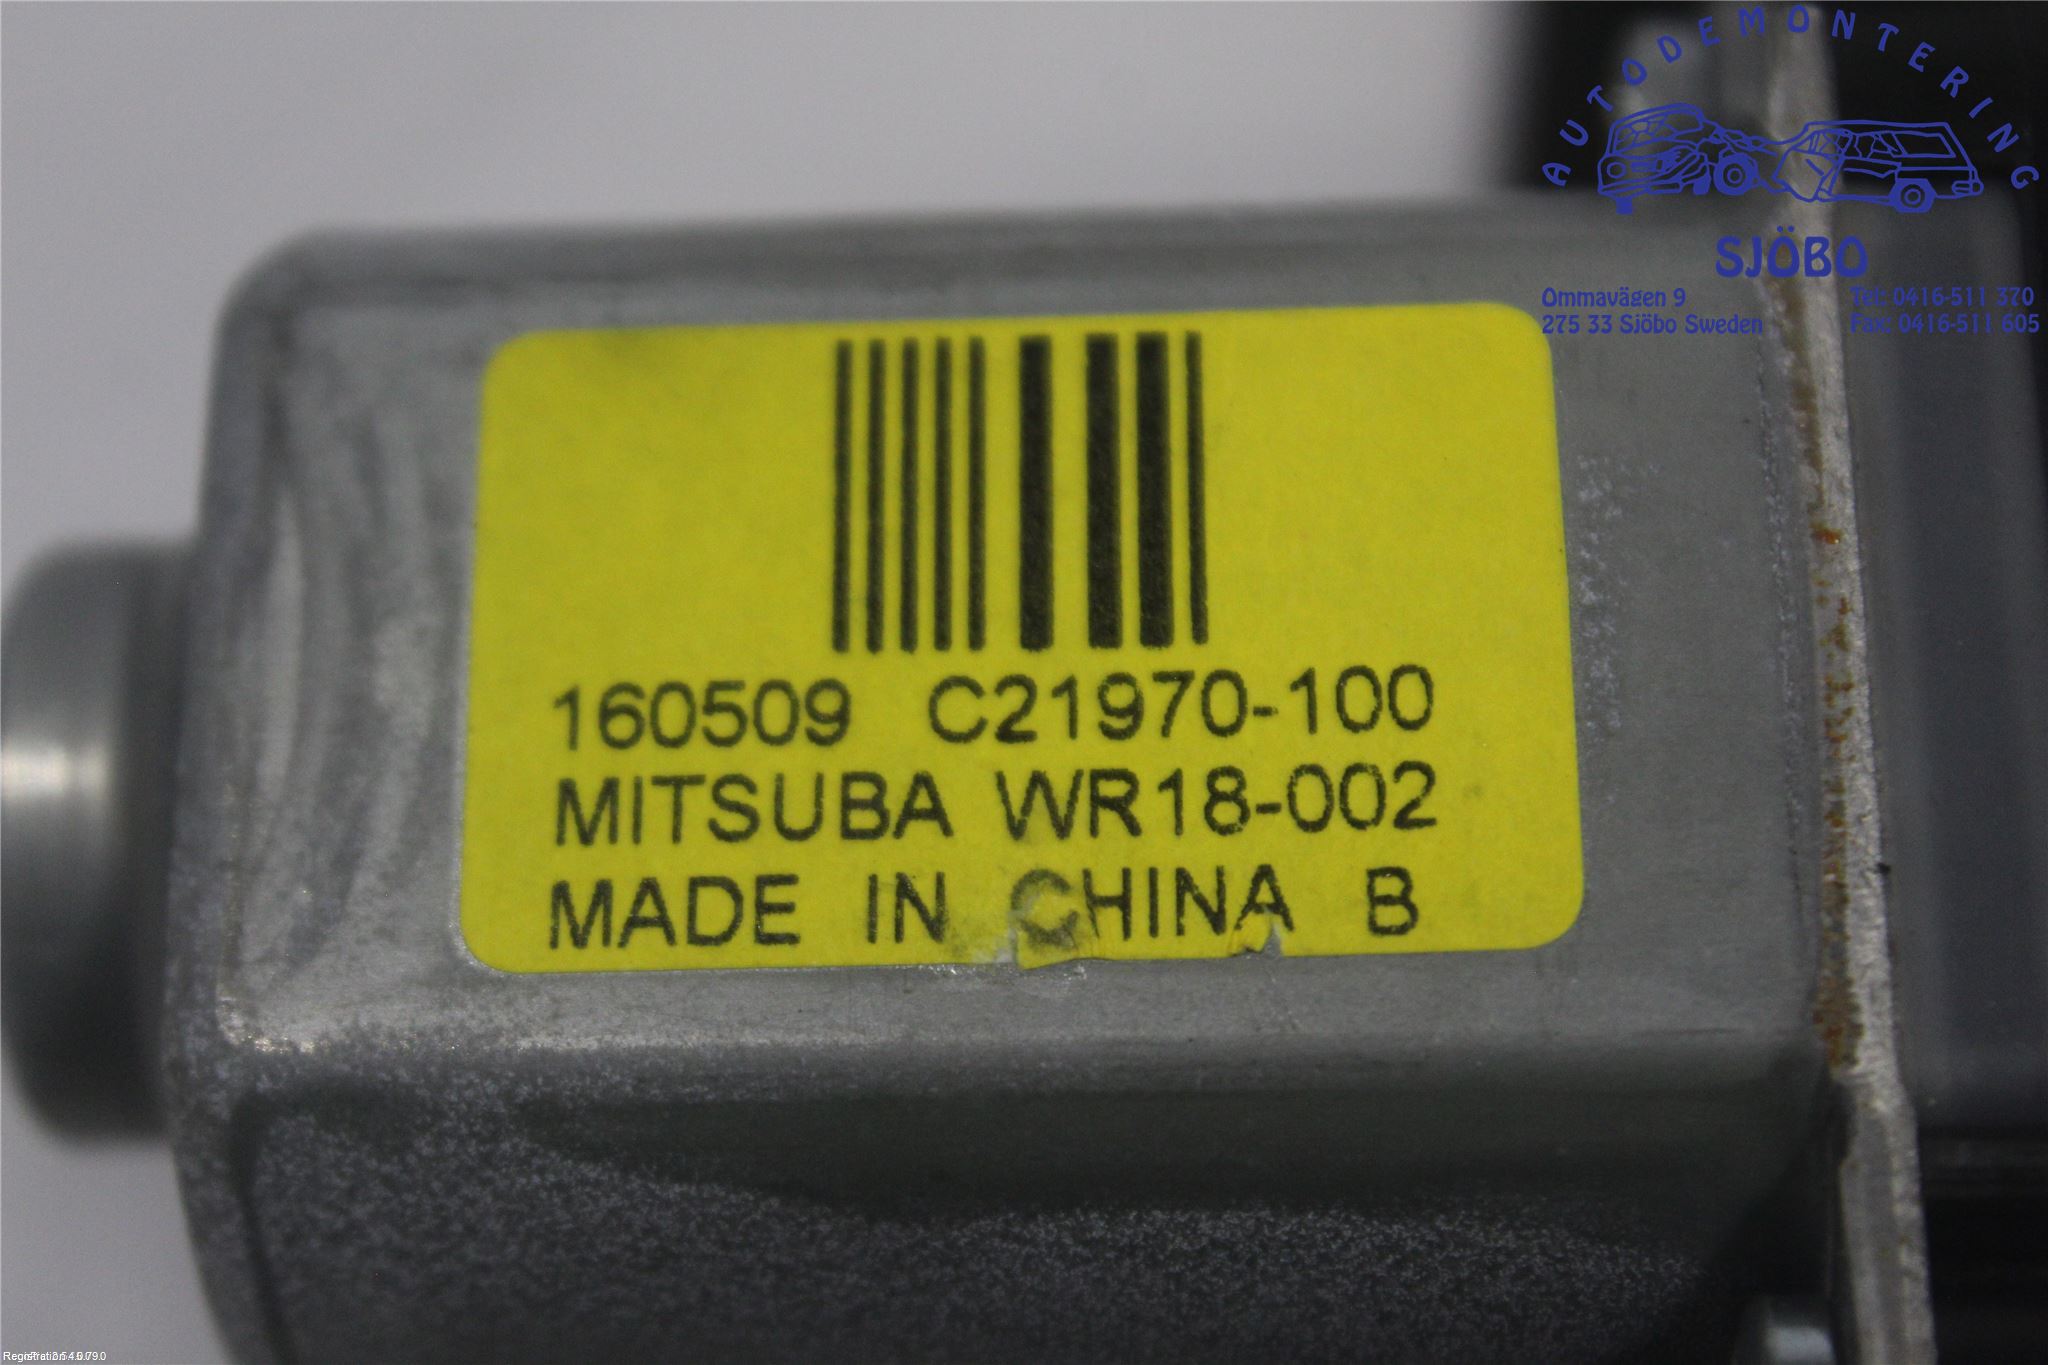 AUTODEMONTERING
SJÖBO
Ommavägen 9 Tel: 0416-511 370
275 33 Sjöbo Sweden Fax: 0416-511 605
160509 C21970-100
MITSUBA WR18-002
MADE IN CHINA B